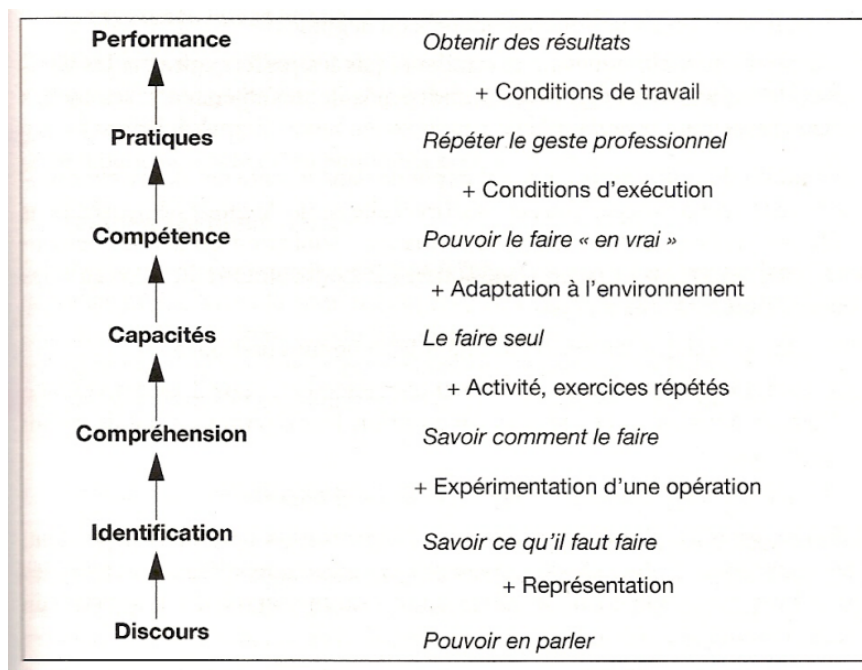 Performance Obtenir des résultats
+ Conditions de travail
Pratiques Répéter le geste professionnel
+ Conditions d'exécution
Compétence Pouvoir le faire « en vrai »
+ Adaptation à l'environnement
Capacités Le faire seul
+ Activité, exercices répétés
Compréhension Savoir comment le faire
+ Expérimentation d'une opération
Identification Savoir ce qu'il faut faire
+ Représentation
Discours Pouvoir en parler